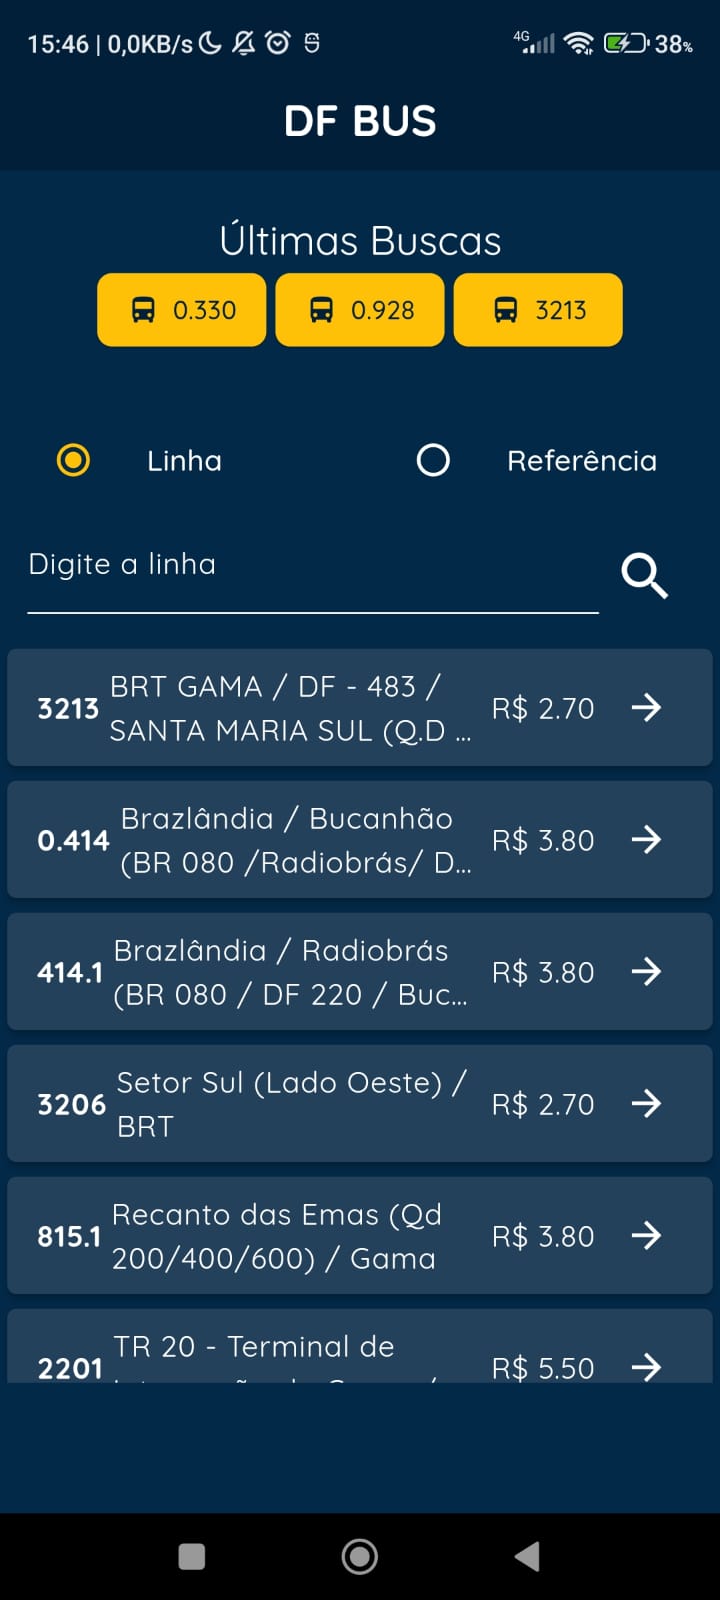 15:46 | 0,0KB/s 4G 38%
DF BUS
Últimas Buscas
0.330 0.928 3213
Linha Referência
Digite a linha
3213 BRT GAMA / DF - 483 / R$ 2.70
SANTA MARIA SUL (Q.D ...
0.414 Brazlândia / Bucanhão R$ 3.80
(BR 080 /Radiobrás/ D...
414.1 Brazlândia / Radiobrás R$ 3.80
(BR 080 / DF 220 / Buc...
3206 Setor Sul (Lado Oeste) / R$ 2.70
BRT
815.1 Recanto das Emas (Qd R$ 3.80
200/400/600) / Gama
2201 TR 20 - Terminal de R$ 5.50